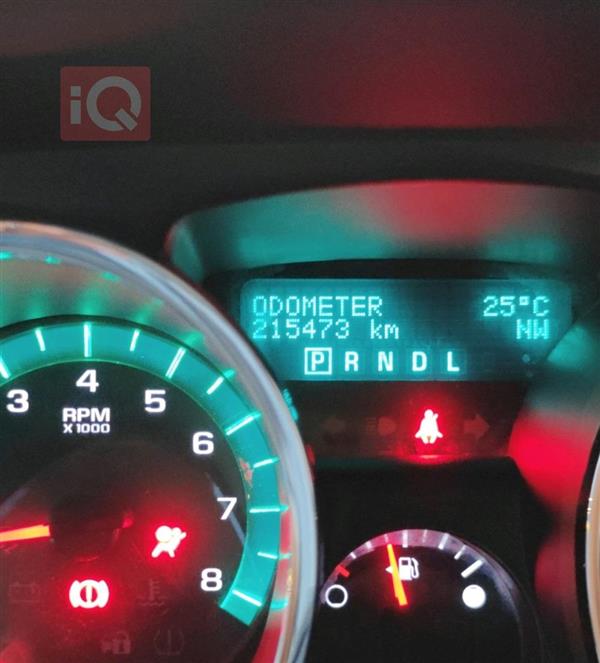 iQ
ODOMETER 25°C
215473 km NW
P R N D L
3 4 5 6 7 8
RPM
X1000